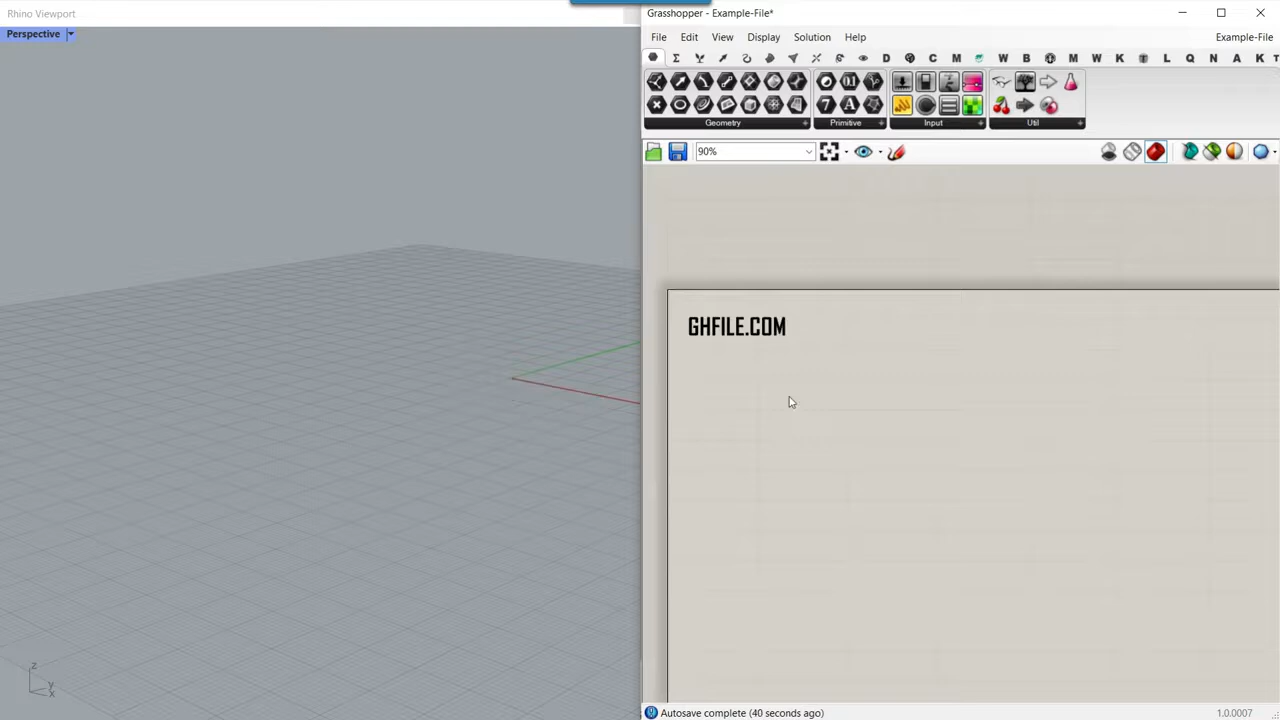 Rhino Viewport
Perspective
z
y
x
Grasshopper - Example-File*
File Edit View Display Solution Help Example-File
D C M W B M W K L Q N A K T
Geometry Primitive Input Util
90%
GHFILE.COM
Autosave complete (40 seconds ago) 1.0.0007